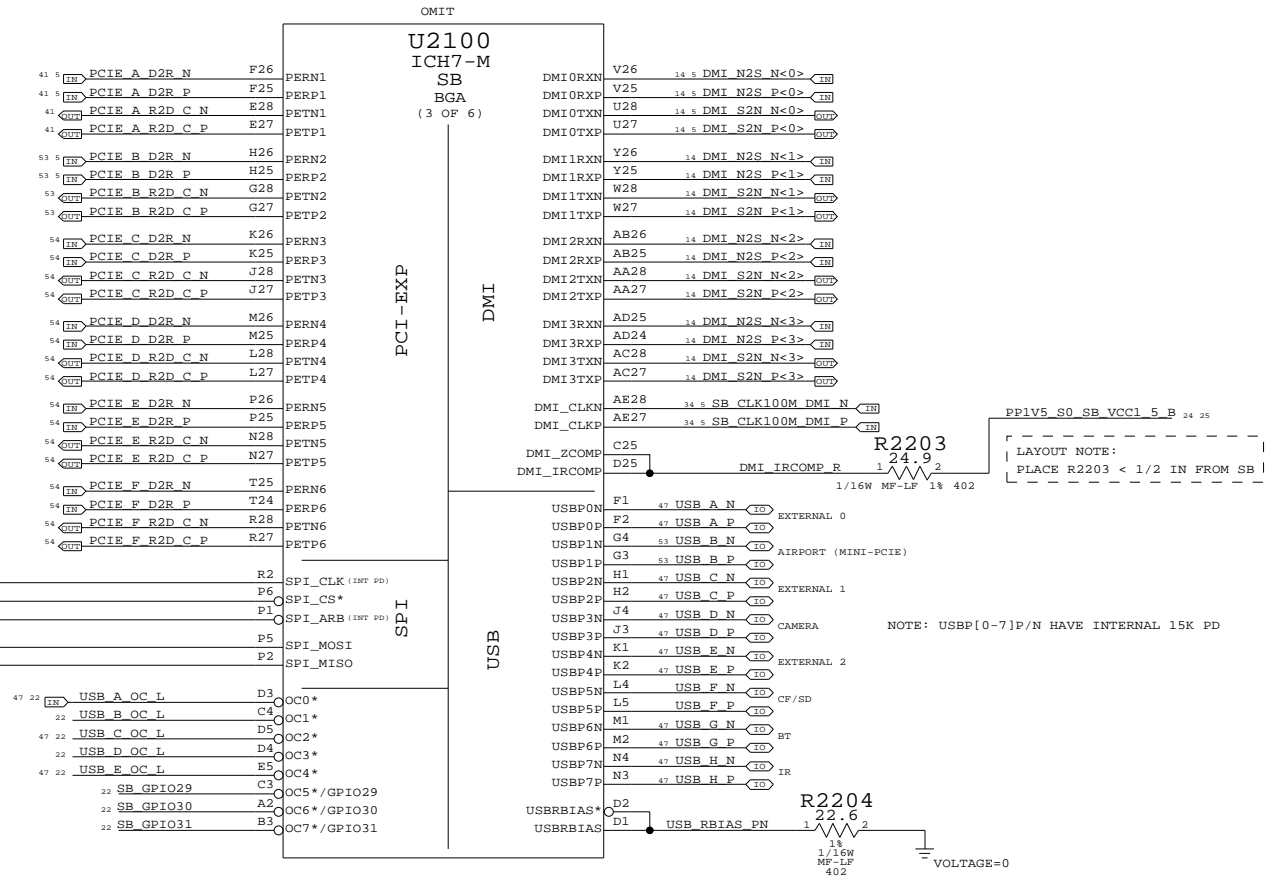 OMIT
U2100
ICH7-M
SB
BGA
(3 OF 6)
PCI-EXP
DMI
SPI
USB
41 5 IN PCIE_A_D2R_N F26 PERN1
41 5 IN PCIE_A_D2R_P F25 PERP1
41 OUT PCIE_A_R2D_C_N E28 PETN1
41 OUT PCIE_A_R2D_C_P E27 PETP1
53 5 IN PCIE_B_D2R_N H26 PERN2
53 5 IN PCIE_B_D2R_P H25 PERP2
53 OUT PCIE_B_R2D_C_N G28 PETN2
53 OUT PCIE_B_R2D_C_P G27 PETP2
54 IN PCIE_C_D2R_N K26 PERN3
54 IN PCIE_C_D2R_P K25 PERP3
54 OUT PCIE_C_R2D_C_N J28 PETN3
54 OUT PCIE_C_R2D_C_P J27 PETP3
54 IN PCIE_D_D2R_N M26 PERN4
54 IN PCIE_D_D2R_P M25 PERP4
54 OUT PCIE_D_R2D_C_N L28 PETN4
54 OUT PCIE_D_R2D_C_P L27 PETP4
54 IN PCIE_E_D2R_N P26 PERN5
54 IN PCIE_E_D2R_P P25 PERP5
54 OUT PCIE_E_R2D_C_N N28 PETN5
54 OUT PCIE_E_R2D_C_P N27 PETP5
54 IN PCIE_F_D2R_N T25 PERN6
54 IN PCIE_F_D2R_P T24 PERP6
54 OUT PCIE_F_R2D_C_N R28 PETN6
54 OUT PCIE_F_R2D_C_P R27 PETP6
R2 SPI_CLK (INT PD)
P6 SPI_CS*
P1 SPI_ARB (INT PD)
P5 SPI_MOSI
P2 SPI_MISO
47 22 IN USB_A_OC_L D3 OC0*
22 USB_B_OC_L C4 OC1*
47 22 USB_C_OC_L D5 OC2*
22 USB_D_OC_L D4 OC3*
47 22 USB_E_OC_L E5 OC4*
22 SB_GPIO29 C3 OC5*/GPIO29
22 SB_GPIO30 A2 OC6*/GPIO30
22 SB_GPIO31 B3 OC7*/GPIO31
DMI0RXN V26 14 5 DMI_N2S_N<0> IN
DMI0RXP V25 14 5 DMI_N2S_P<0> IN
DMI0TXN U28 14 5 DMI_S2N_N<0> OUT
DMI0TXP U27 14 5 DMI_S2N_P<0> OUT
DMI1RXN Y26 14 DMI_N2S_N<1> IN
DMI1RXP Y25 14 DMI_N2S_P<1> IN
DMI1TXN W28 14 DMI_S2N_N<1> OUT
DMI1TXP W27 14 DMI_S2N_P<1> OUT
DMI2RXN AB26 14 DMI_N2S_N<2> IN
DMI2RXP AB25 14 DMI_N2S_P<2> IN
DMI2TXN AA28 14 DMI_S2N_N<2> OUT
DMI2TXP AA27 14 DMI_S2N_P<2> OUT
DMI3RXN AD25 14 DMI_N2S_N<3> IN
DMI3RXP AD24 14 DMI_N2S_P<3> IN
DMI3TXN AC28 14 DMI_S2N_N<3> OUT
DMI3TXP AC27 14 DMI_S2N_P<3> OUT
DMI_CLKN AE28 34 5 SB_CLK100M_DMI_N IN
DMI_CLKP AE27 34 5 SB_CLK100M_DMI_P IN
DMI_ZCOMP C25
DMI_IRCOMP D25 DMI_IRCOMP_R
R2203
24.9
1 2
1/16W MF-LF 1% 402
PP1V5_S0_SB_VCC1_5_B 24 25
LAYOUT NOTE:
PLACE R2203 < 1/2 IN FROM SB
USBP0N F1 47 USB_A_N IO
EXTERNAL 0
USBP0P F2 47 USB_A_P IO
USBP1N G4 53 USB_B_N IO
AIRPORT (MINI-PCIE)
USBP1P G3 53 USB_B_P IO
USBP2N H1 47 USB_C_N IO
EXTERNAL 1
USBP2P H2 47 USB_C_P IO
USBP3N J4 47 USB_D_N IO
CAMERA
USBP3P J3 47 USB_D_P IO
USBP4N K1 47 USB_E_N IO
EXTERNAL 2
USBP4P K2 47 USB_E_P IO
USBP5N L4 USB_F_N IO
CF/SD
USBP5P L5 USB_F_P IO
USBP6N M1 47 USB_G_N IO
BT
USBP6P M2 47 USB_G_P IO
USBP7N N4 47 USB_H_N IO
IR
USBP7P N3 47 USB_H_P IO
NOTE: USBP[0-7]P/N HAVE INTERNAL 15K PD
USBRBIAS* D2
USBRBIAS D1 USB_RBIAS_PN
R2204
22.6
1 2
1%
1/16W
MF-LF
402
VOLTAGE=0